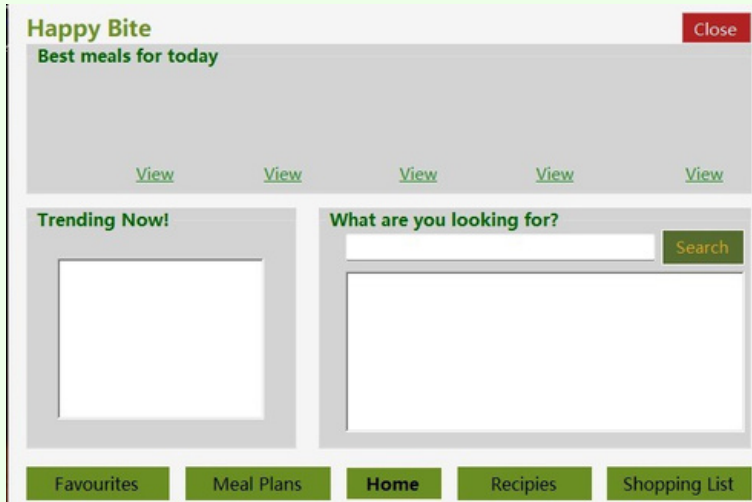 Happy Bite
Close
Best meals for today
View View View View View
Trending Now!
What are you looking for?
Search
Favourites Meal Plans Home Recipies Shopping List